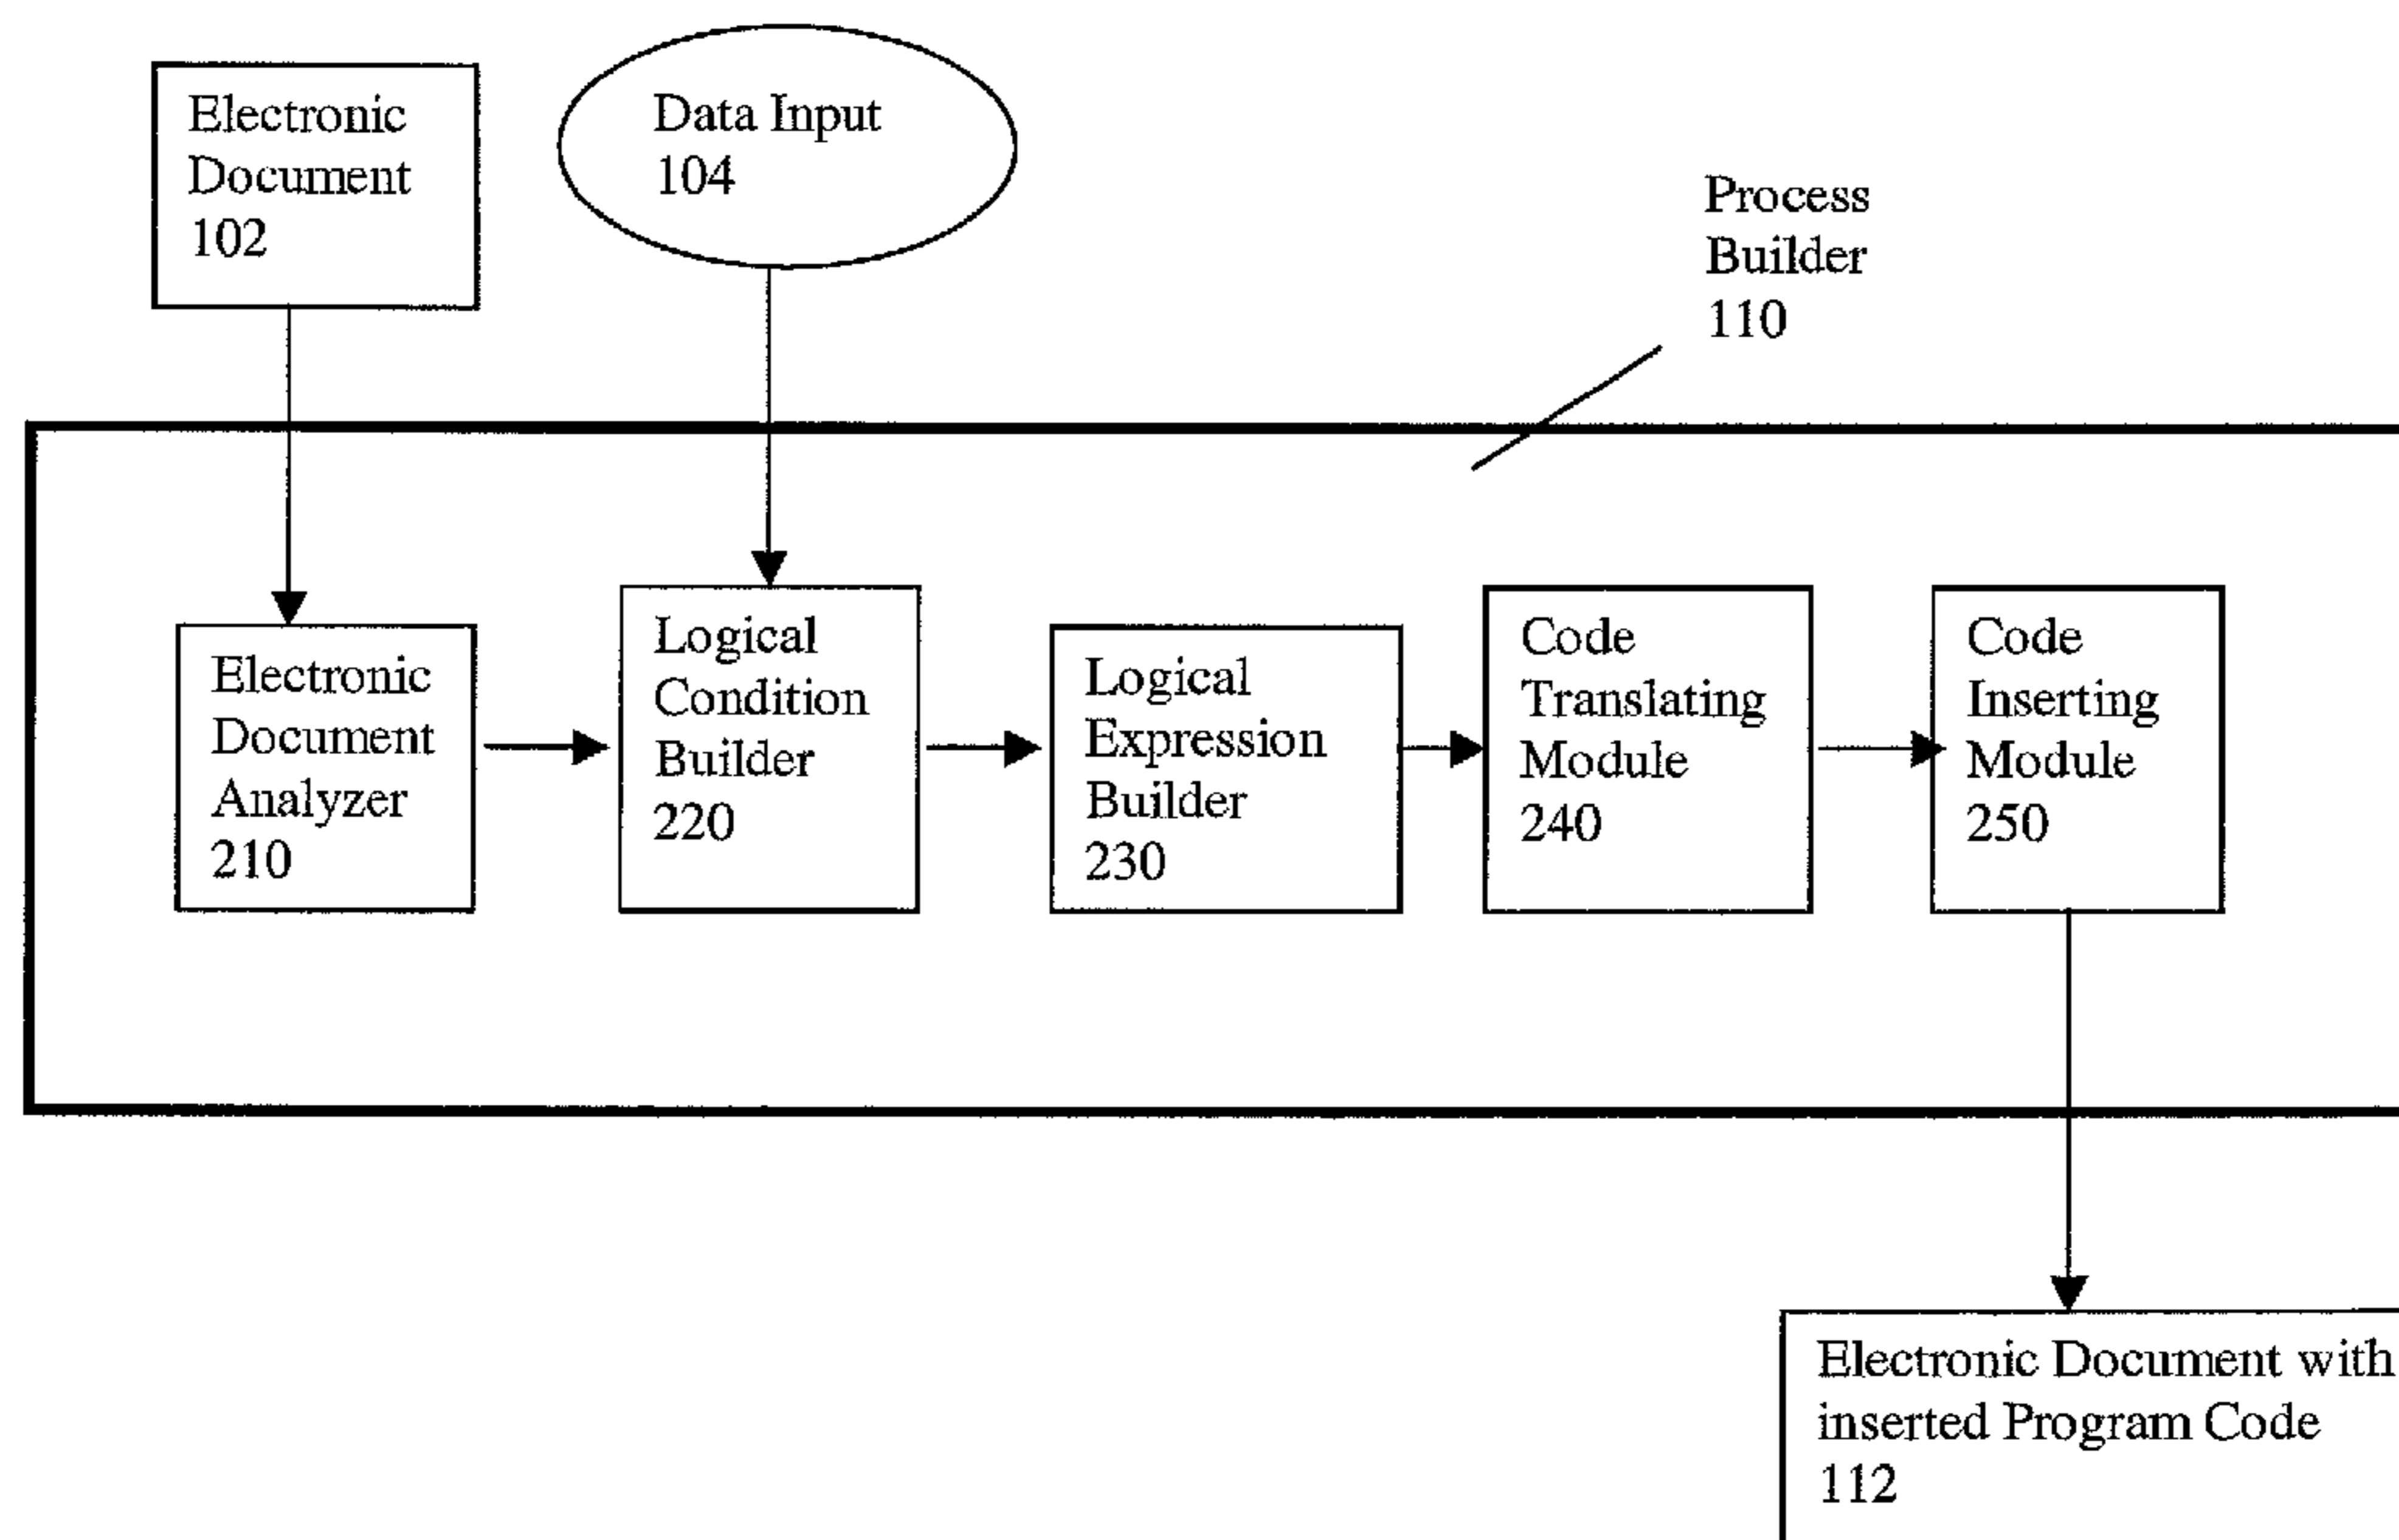 Electronic
Document
102
Data Input
104
Process
Builder
110
Electronic
Document
Analyzer
210
Logical
Condition
Builder
220
Logical
Expression
Builder
230
Code
Translating
Module
240
Code
Inserting
Module
250
Electronic Document with
inserted Program Code
112